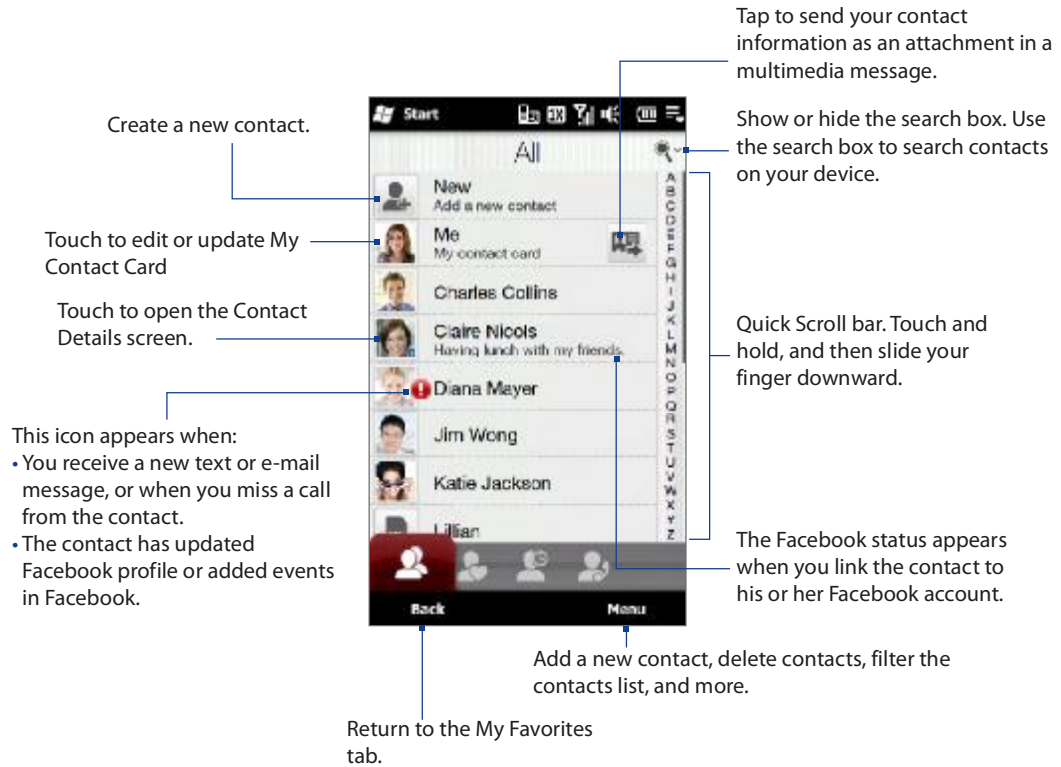 Tap to send your contact
information as an attachment in a
multimedia message.
Create a new contact.
Show or hide the search box. Use
the search box to search contacts
on your device.
Touch to edit or update My
Contact Card
Touch to open the Contact
Details screen.
Quick Scroll bar. Touch and
hold, and then slide your
finger downward.
This icon appears when:
• You receive a new text or e-mail
message, or when you miss a call
from the contact.
• The contact has updated
Facebook profile or added events
in Facebook.
The Facebook status appears
when you link the contact to
his or her Facebook account.
Add a new contact, delete contacts, filter the
contacts list, and more.
Return to the My Favorites
tab.
Start
All
New
Add a new contact
Me
My contact card
Charles Collins
Claire Nicols
Having lunch with my friends.
Diana Mayer
Jim Wong
Katie Jackson
Lillian
A
B
C
D
E
F
G
H
I
J
K
L
M
N
O
P
Q
R
S
T
U
V
W
X
Y
Z
Back
Menu